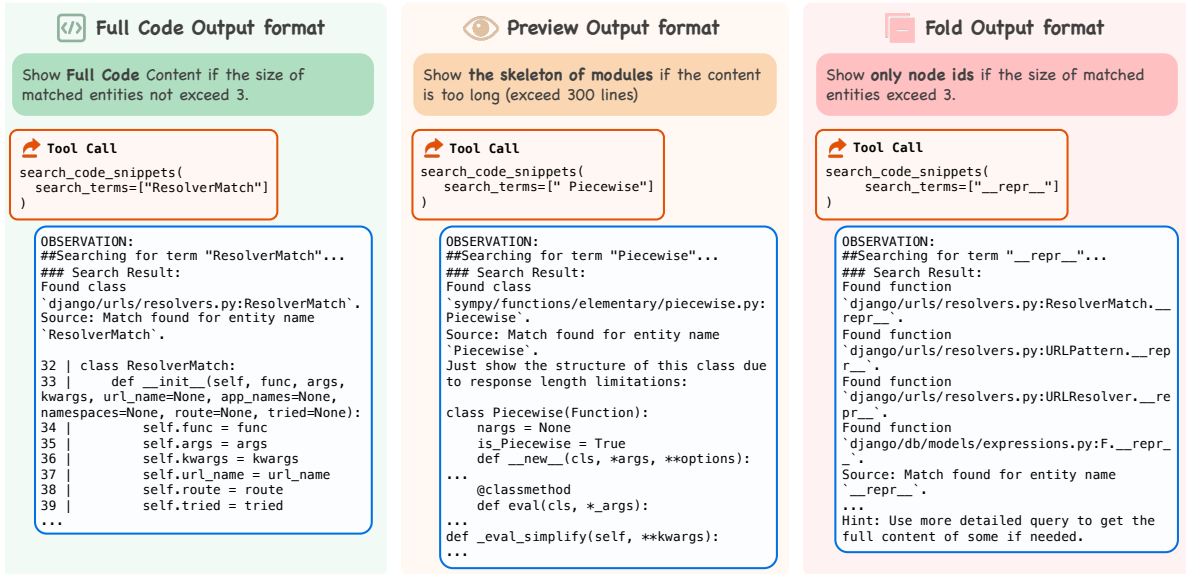 Full Code Output format
Show Full Code Content if the size of
matched entities not exceed 3.
Tool Call
search_code_snippets(
  search_terms=["ResolverMatch"]
)
OBSERVATION:
##Searching for term "ResolverMatch"...
### Search Result:
Found class
`django/urls/resolvers.py:ResolverMatch`.
Source: Match found for entity name
`ResolverMatch`.
32 | class ResolverMatch:
33 |     def __init__(self, func, args,
kwargs, url_name=None, app_names=None,
namespaces=None, route=None, tried=None):
34 |         self.func = func
35 |         self.args = args
36 |         self.kwargs = kwargs
37 |         self.url_name = url_name
38 |         self.route = route
39 |         self.tried = tried
...
Preview Output format
Show the skeleton of modules if the content
is too long (exceed 300 lines)
Tool Call
search_code_snippets(
   search_terms=[" Piecewise"]
)
OBSERVATION:
##Searching for term "Piecewise"...
### Search Result:
Found class
`sympy/functions/elementary/piecewise.py:
Piecewise`.
Source: Match found for entity name
`Piecewise`.
Just show the structure of this class due
to response length limitations:
class Piecewise(Function):
    nargs = None
    is_Piecewise = True
    def __new__(cls, *args, **options):
...
    @classmethod
    def eval(cls, *_args):
...
def _eval_simplify(self, **kwargs):
...
Fold Output format
Show only node ids if the size of matched
entities exceed 3.
Tool Call
search_code_snippets(
     search_terms=["__repr__"]
)
OBSERVATION:
##Searching for term "__repr__"...
### Search Result:
Found function
`django/urls/resolvers.py:ResolverMatch.__
repr__`.
Found function
`django/urls/resolvers.py:URLPattern.__rep
r__`.
Found function
`django/urls/resolvers.py:URLResolver.__re
pr__`.
Found function
`django/db/models/expressions.py:F.__repr_
_`.
Source: Match found for entity name
`__repr__`.
...
Hint: Use more detailed query to get the
full content of some if needed.